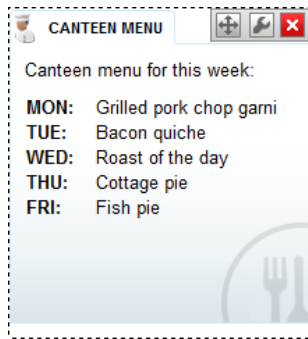 CANTEEN MENU
Canteen menu for this week:
MON: Grilled pork chop garni
TUE: Bacon quiche
WED: Roast of the day
THU: Cottage pie
FRI: Fish pie